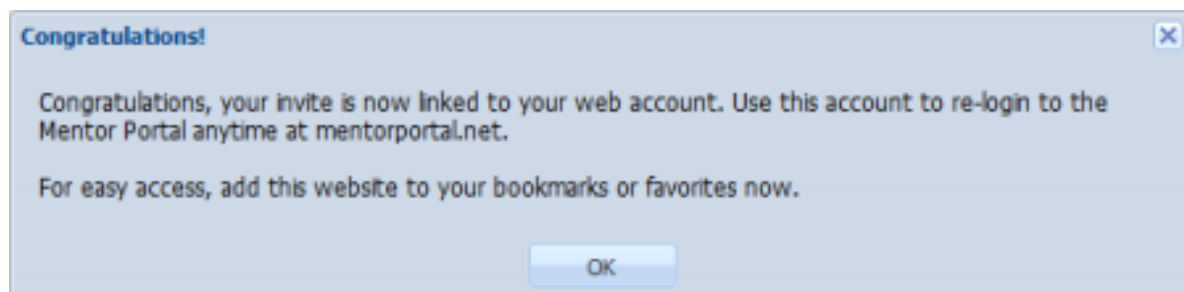 Congratulations!
Congratulations, your invite is now linked to your web account. Use this account to re-login to the
Mentor Portal anytime at mentorportal.net.
For easy access, add this website to your bookmarks or favorites now.
OK